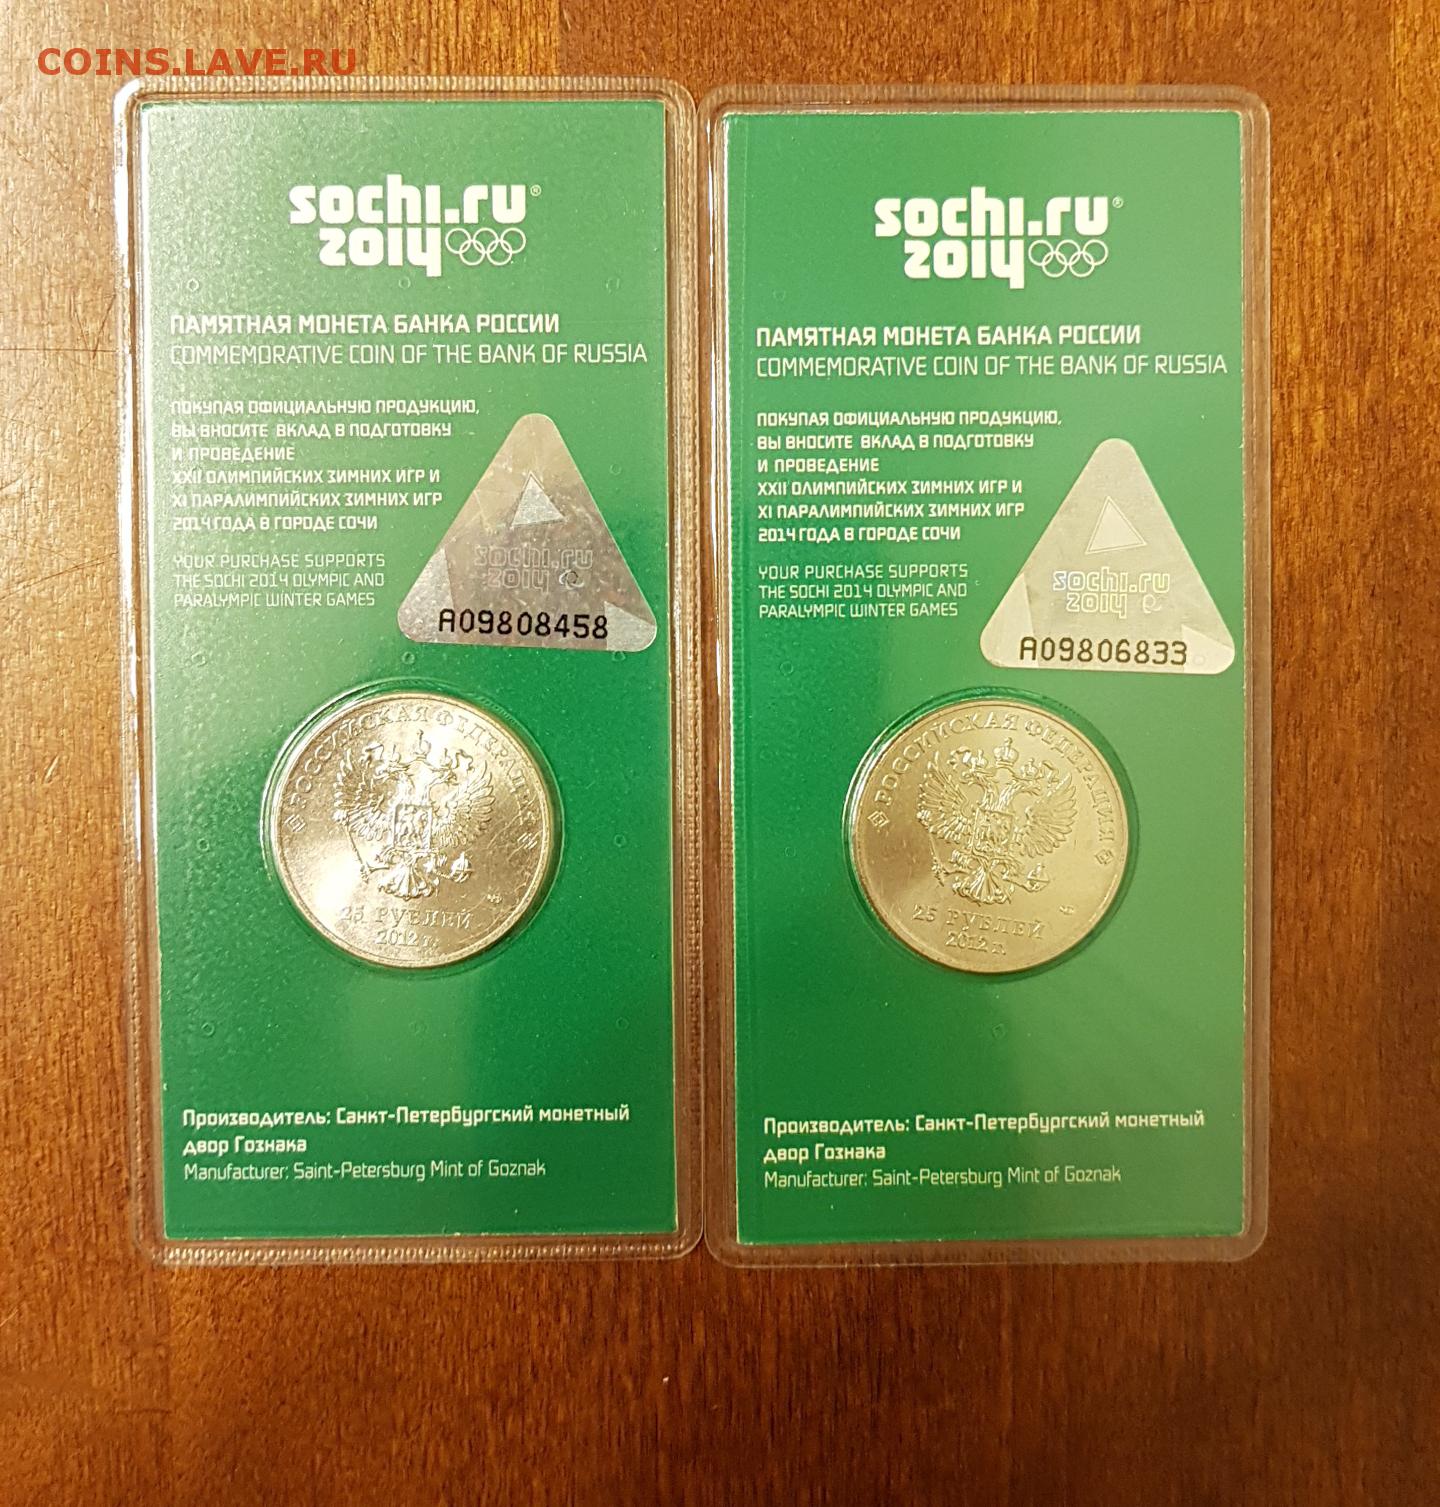 COINS.LAVE.RU
sochi.ru®
2014
ПАМЯТНАЯ МОНЕТА БАНКА РОССИИ
COMMEMORATIVE COIN OF THE BANK OF RUSSIA
ПОКУПАЯ ОФИЦИАЛЬНУЮ ПРОДУКЦИЮ,
ВЫ ВНОСИТЕ ВКЛАД В ПОДГОТОВКУ
И ПРОВЕДЕНИЕ
XXII ОЛИМПИЙСКИХ ЗИМНИХ ИГР И
XI ПАРАЛИМПИЙСКИХ ЗИМНИХ ИГР
2014 ГОДА В ГОРОДЕ СОЧИ
YOUR PURCHASE SUPPORTS
THE SOCHI 2014 OLYMPIC AND
PARALYMPIC WINTER GAMES
sochi.ru
2014
A09808458
РОССИЙСКАЯ ФЕДЕРАЦИЯ
25 РУБЛЕЙ
2012 г.
Производитель: Санкт-Петербургский монетный
двор Гознака
Manufacturer: Saint-Petersburg Mint of Goznak
sochi.ru®
2014
ПАМЯТНАЯ МОНЕТА БАНКА РОССИИ
COMMEMORATIVE COIN OF THE BANK OF RUSSIA
ПОКУПАЯ ОФИЦИАЛЬНУЮ ПРОДУКЦИЮ,
ВЫ ВНОСИТЕ ВКЛАД В ПОДГОТОВКУ
И ПРОВЕДЕНИЕ
XXII ОЛИМПИЙСКИХ ЗИМНИХ ИГР И
XI ПАРАЛИМПИЙСКИХ ЗИМНИХ ИГР
2014 ГОДА В ГОРОДЕ СОЧИ
YOUR PURCHASE SUPPORTS
THE SOCHI 2014 OLYMPIC AND
PARALYMPIC WINTER GAMES
sochi.ru
2014
A09806833
РОССИЙСКАЯ ФЕДЕРАЦИЯ
25 РУБЛЕЙ
2012 г.
Производитель: Санкт-Петербургский монетный
двор Гознака
Manufacturer: Saint-Petersburg Mint of Goznak